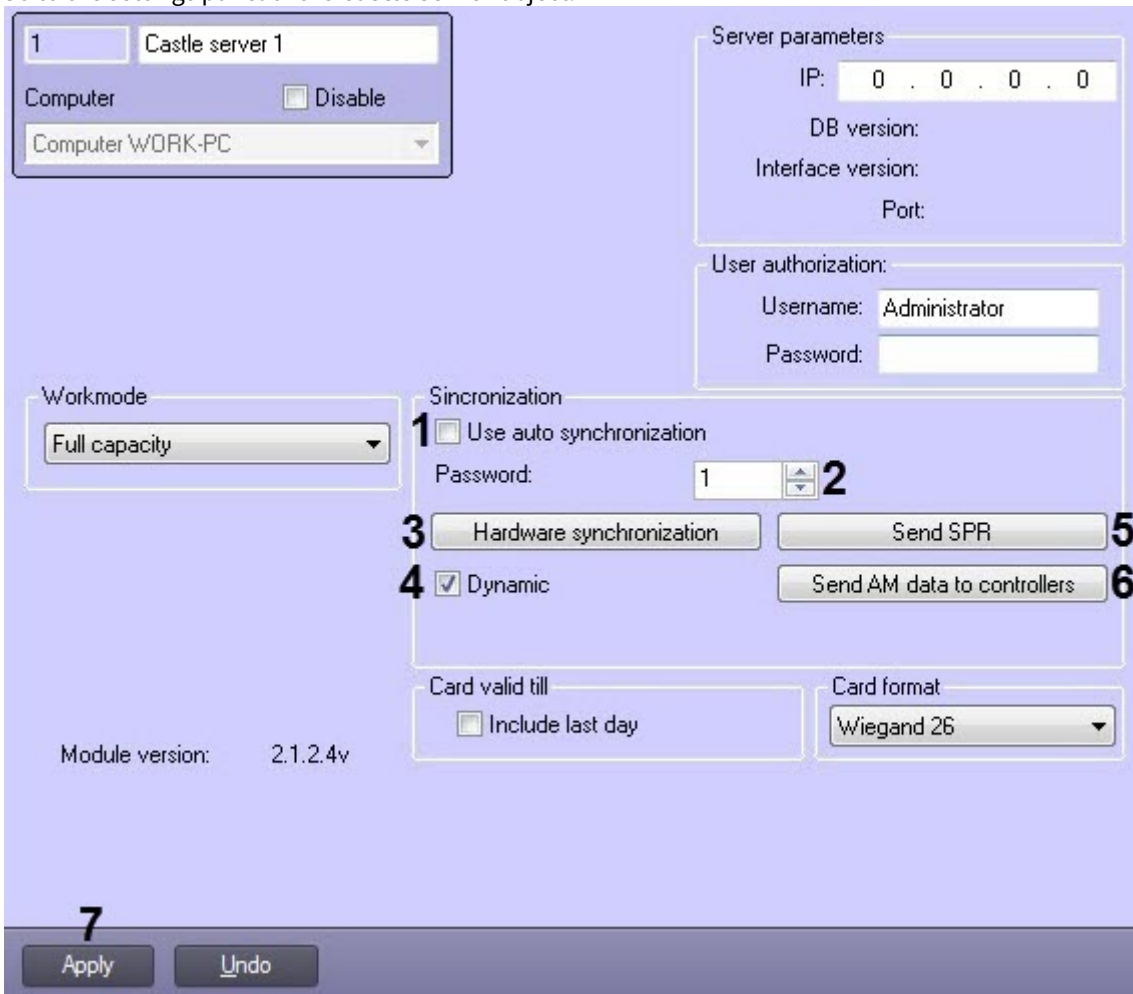 1
Castle server 1
Computer
Disable
Computer WORK-PC
Server parameters
IP: 0 . 0 . 0 . 0
DB version:
Interface version:
Port:
User authorization:
Username: Administrator
Password:
Workmode
Full capacity
Sincronization
1 Use auto synchronization
Password: 1 2
3 Hardware synchronization Send SPR 5
4 Dynamic Send AM data to controllers 6
Card valid till
Include last day
Card format
Wiegand 26
Module version: 2.1.2.4v
7
Apply Undo